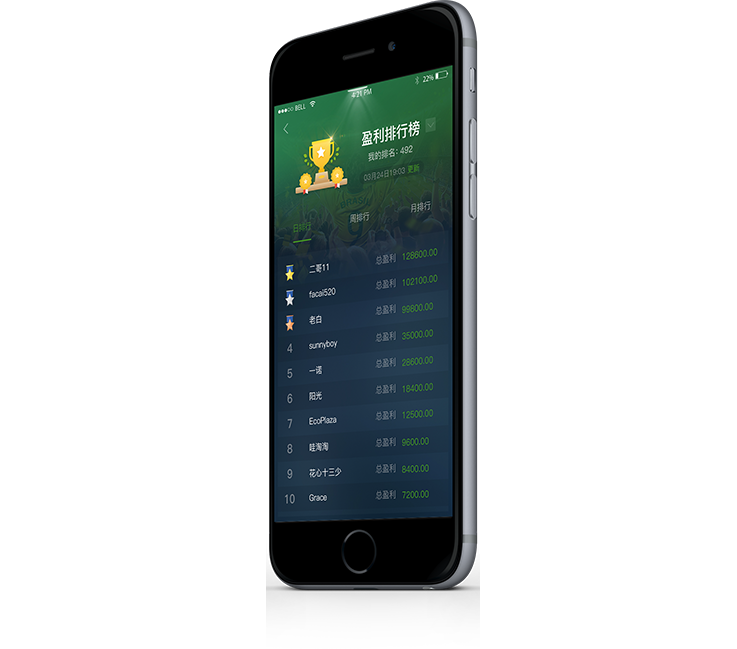 BELL 4:21 PM 22%
盈利排行榜
我的排名：492
03月24日19:03 更新
日排行 周排行 月排行
二哥11 总盈利 128600.00
facai520 总盈利 102100.00
老白 总盈利 99800.00
4 sunnyboy 总盈利 35000.00
5 一诺 总盈利 28600.00
6 阳光 总盈利 18400.00
7 EcoPlaza 总盈利 12500.00
8 哇淘淘 总盈利 9600.00
9 花心十三少 总盈利 8400.00
10 Grace 总盈利 7200.00